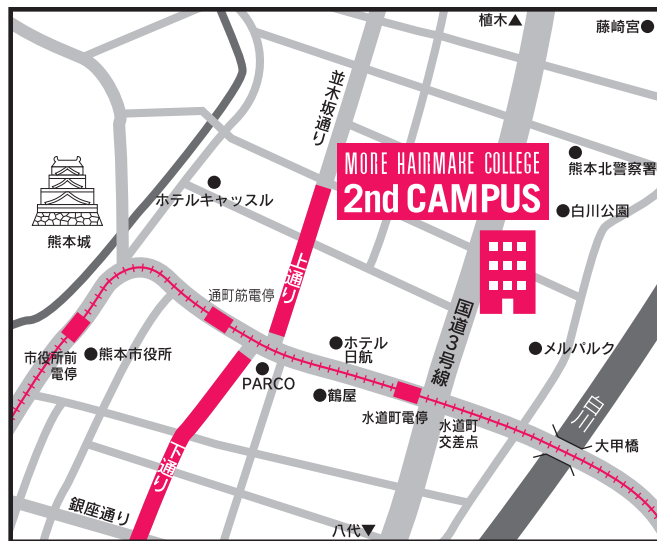 植木▲
藤崎宮
並木坂通り
MORE HAIRMAKE COLLEGE
2nd CAMPUS
熊本北警察署
ホテルキャッスル
白川公園
熊本城
上通り
通町筋電停
国道3号線
ホテル
日航
メルパルク
市役所前
電停
熊本市役所
PARCO
鶴屋
白川
水道町電停
水道町
交差点
大甲橋
下通り
銀座通り
八代▼